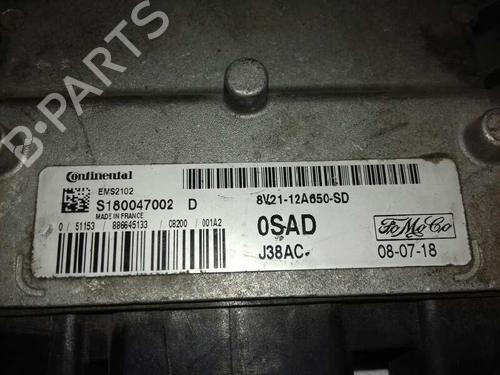 B-PARTS
Continental
EMS2102
S180047002 D
MADE IN FRANCE
0 / 51153 / 886645133 / 08200 / 001A2
8V21-12A650-SD
0SAD
J38AC
FoMoCo
08-07-18